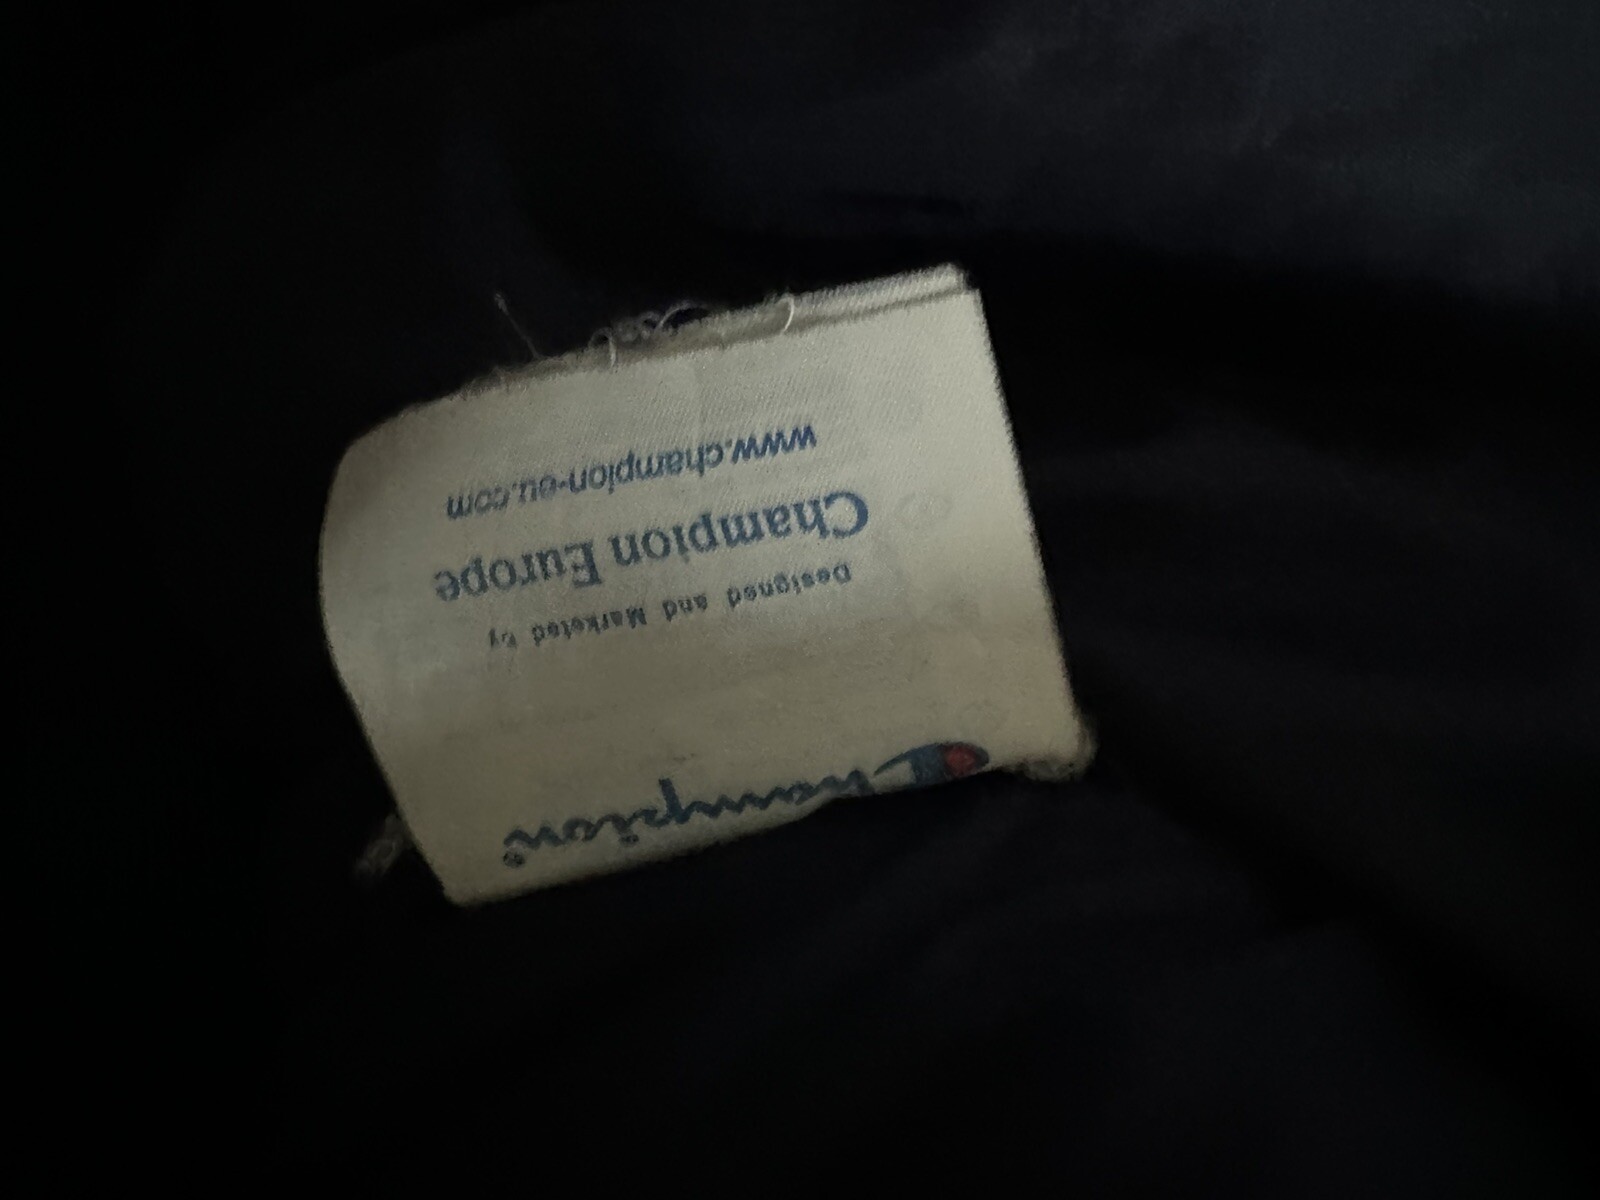 Champion
Designed and Marketed by
Champion Europe
www.champion-eu.com